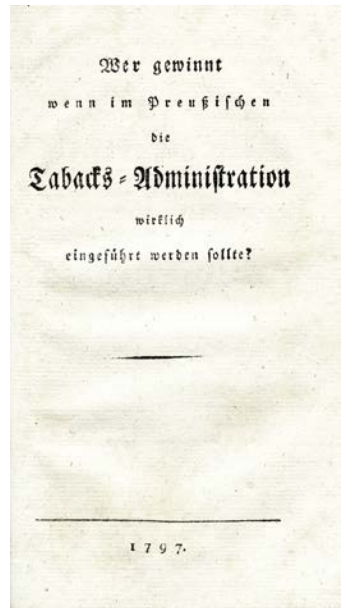 Wer gewinnt
wenn im Preußiſchen
die
Tabacks-Adminiſtration
wirklich
eingeführt werden ſollte?
1797.